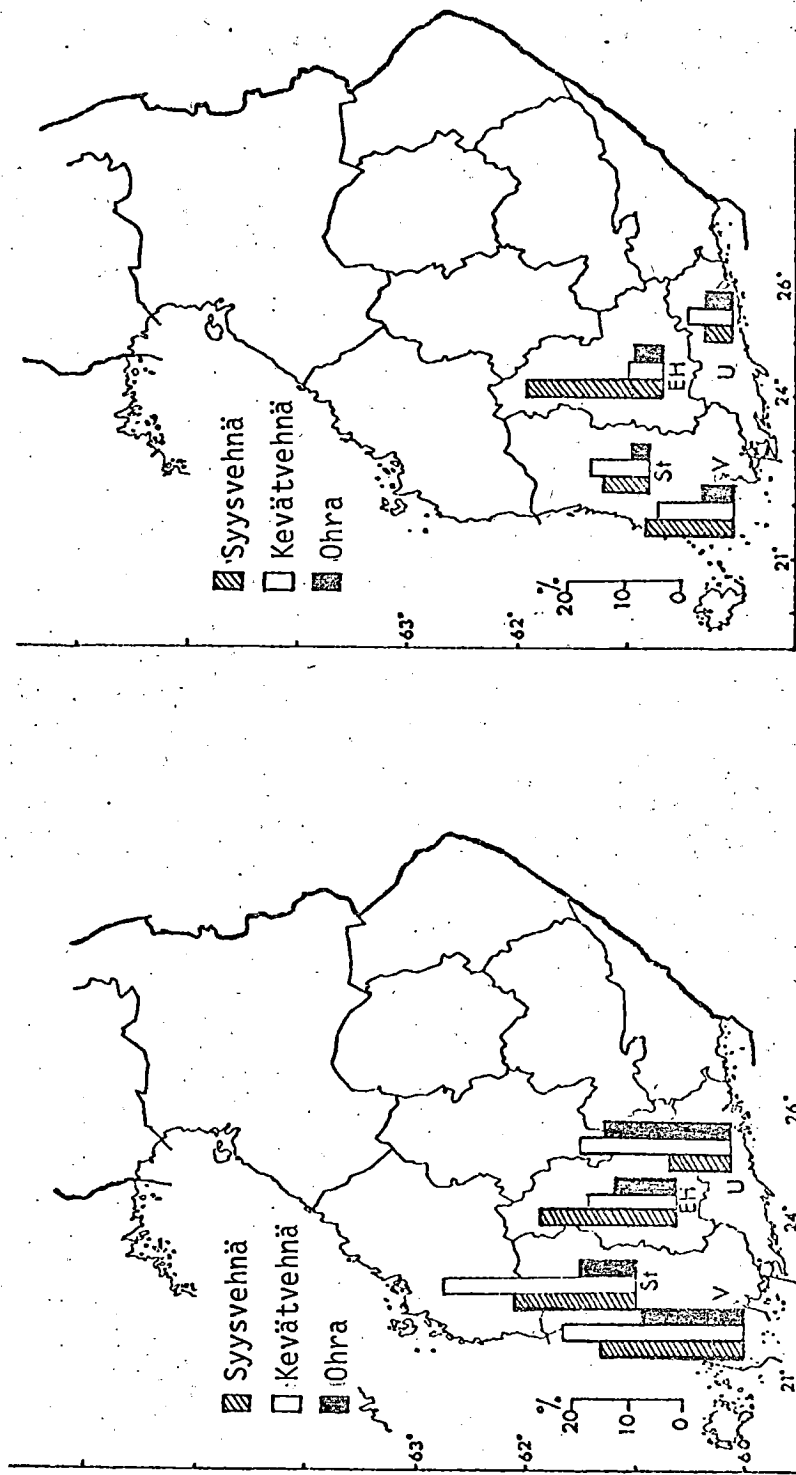 Syysvehnä
Kevätvehnä
Ohra
63°
62°
60°
%
20
10
0
St
EH
V
U
21°
24°
26°
Syysvehnä
Kevätvehnä
Ohra
63°
62°
%
20
10
0
St
EH
V
U
21°
24°
26°